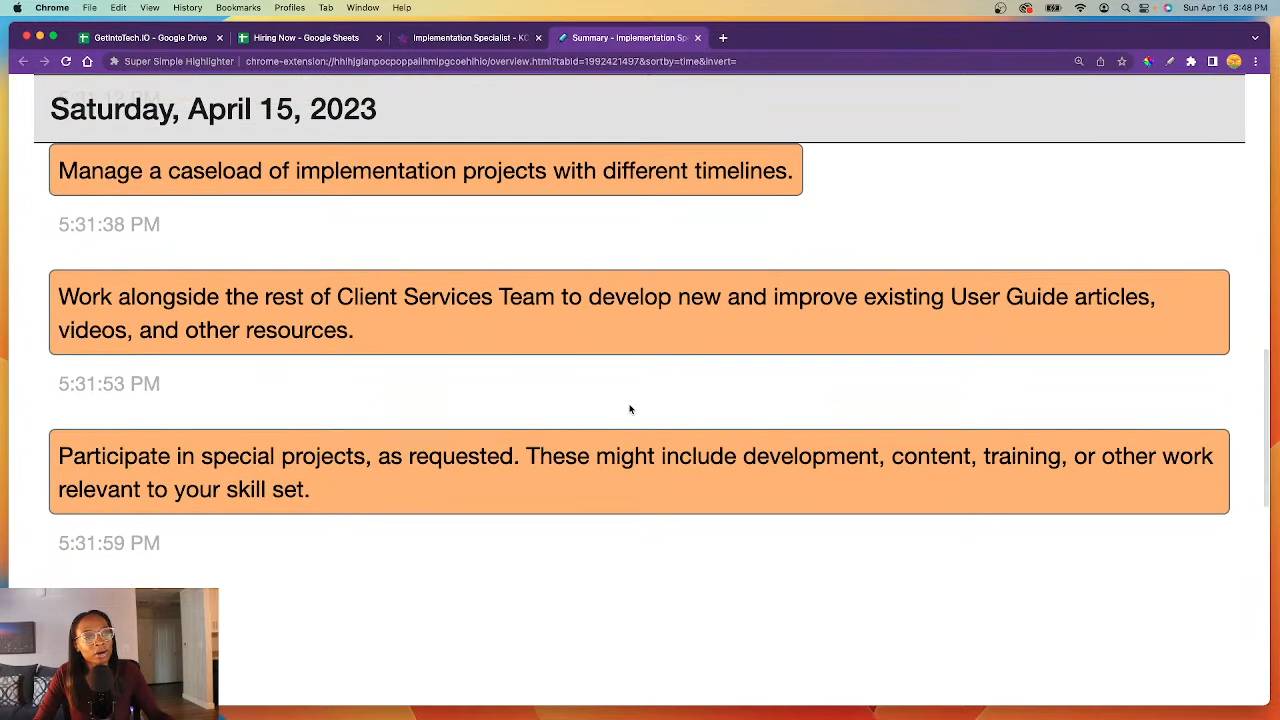 Chrome File Edit View History Bookmarks Profiles Tab Window Help Sun Apr 16 3:48 PM
GetIntoTech.IO - Google Drive Hiring Now - Google Sheets Implementation Specialist - KC Summary - Implementation Sp
Super Simple Highlighter
Saturday, April 15, 2023
Manage a caseload of implementation projects with different timelines.
5:31:38 PM
Work alongside the rest of Client Services Team to develop new and improve existing User Guide articles,
videos, and other resources.
5:31:53 PM
Participate in special projects, as requested. These might include development, content, training, or other work
relevant to your skill set.
5:31:59 PM